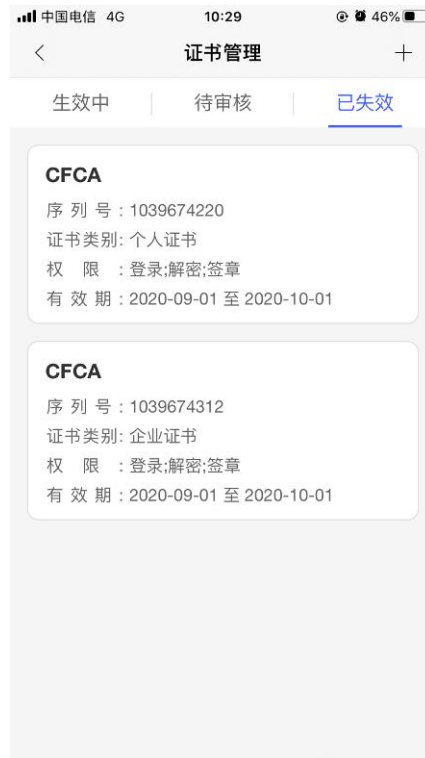 中国电信 4G 10:29 46%
证书管理
生效中 待审核 已失效
CFCA
序 列 号 : 1039674220
证书类别: 个人证书
权 限 : 登录;解密;签章
有 效 期 : 2020-09-01 至 2020-10-01
CFCA
序 列 号 : 1039674312
证书类别: 企业证书
权 限 : 登录;解密;签章
有 效 期 : 2020-09-01 至 2020-10-01